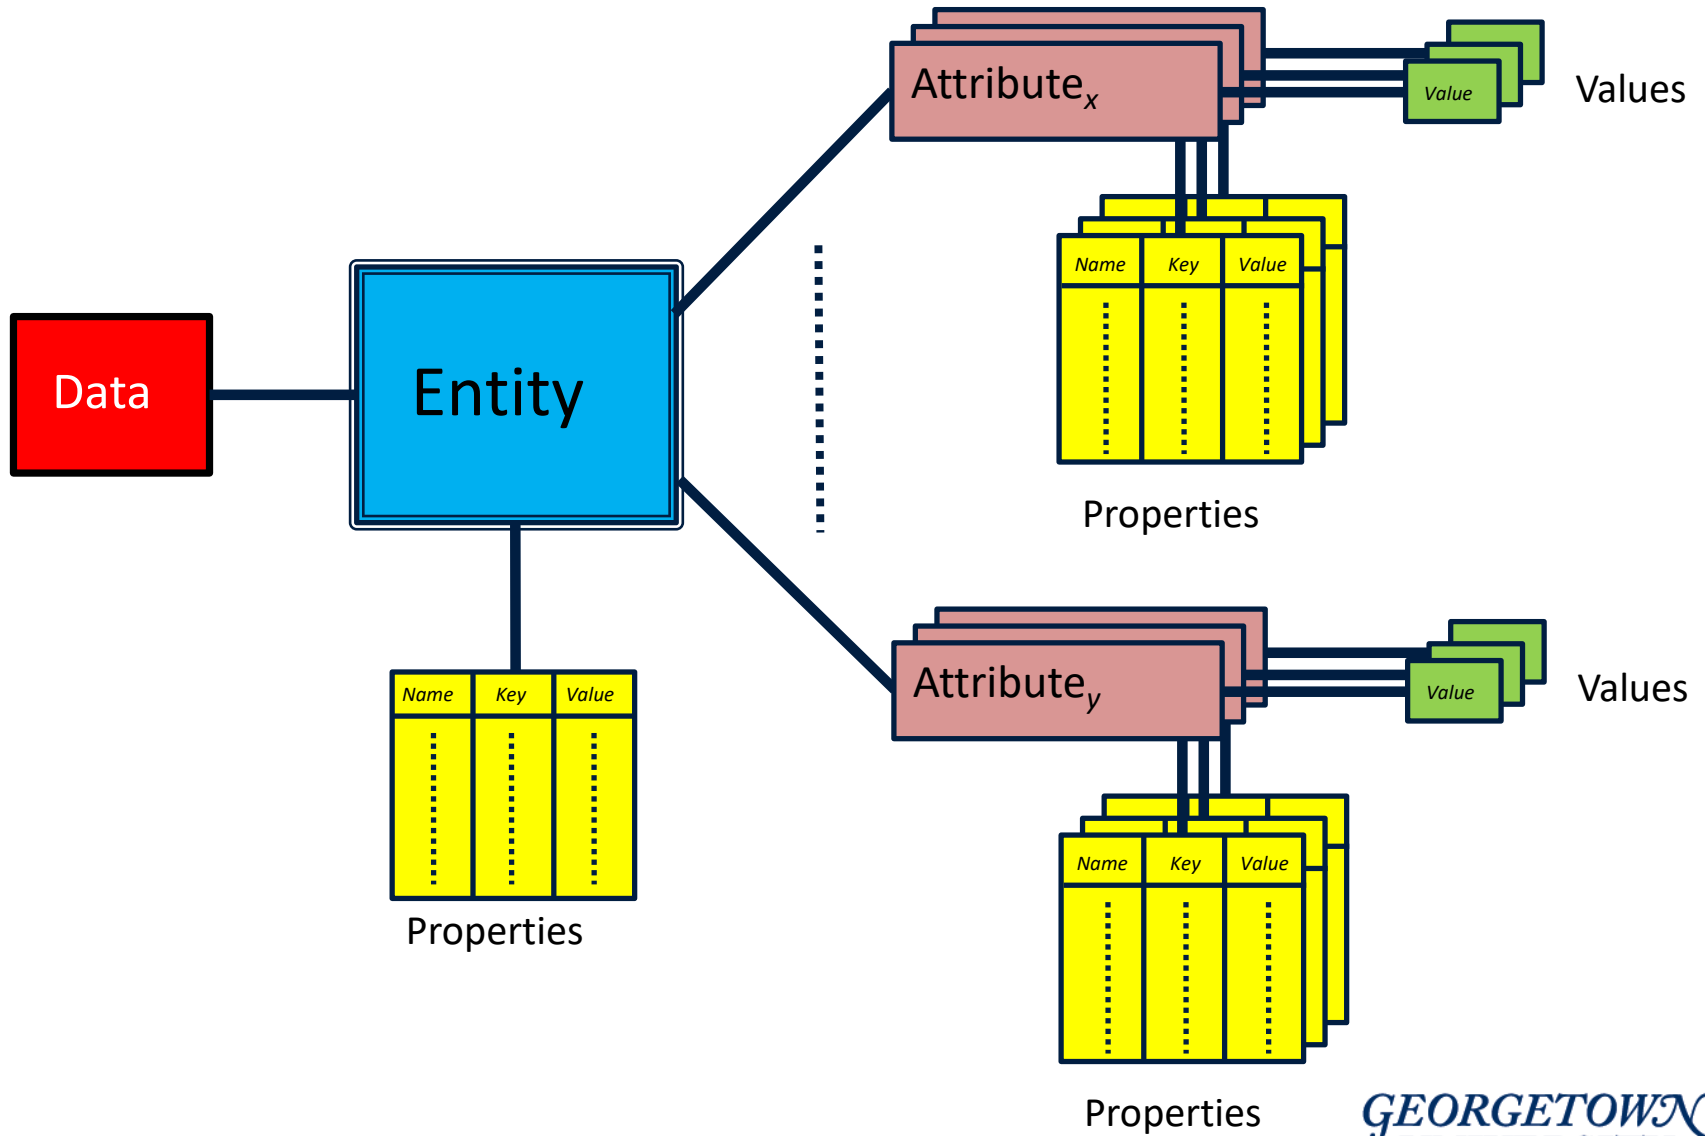 Attributeₓ
Value
Values
Name Key Value
Properties
Data
Entity
Name Key Value
Properties
Attributeᵧ
Value
Values
Name Key Value
Properties
GEORGETOWN